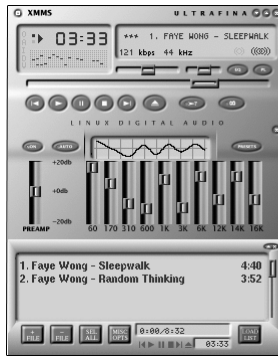 XMMS
ULTRAFINA
03:33
*** 1. FAYE WONG - SLEEPWALK
121 kbps 44 kHz
EQ PL
LINUX DIGITAL AUDIO
ON AUTO PRESETS
+20db
+0db
-20db
PREAMP 60 170 310 600 1K 3K 6K 12K 14K 16K
1. Faye Wong - Sleepwalk 4:40
2. Faye Wong - Random Thinking 3:52
+ FILE
- FILE
SEL ALL
MISC OPTS
0:00/8:32
03:33
LOAD LIST